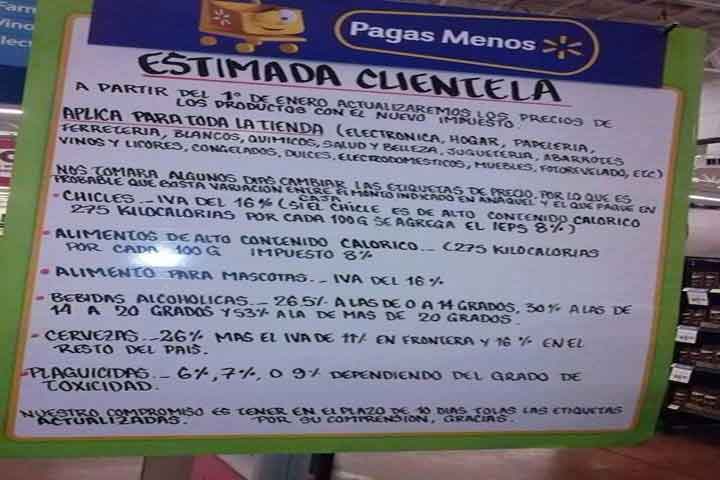 Farm
Vino
lect
Pagas Menos
ESTIMADA CLIENTELA
A PARTIR DEL 1° DE ENERO ACTUALIZAREMOS LOS PRECIOS DE
LOS PRODUCTOS CON EL NUEVO IMPUESTO.
APLICA PARA TODA LA TIENDA (ELECTRONICA, HOGAR, PAPELERIA,
FERRETERIA, BLANCOS, QUIMICOS, SALUD Y BELLEZA, JUGUETERIA, ABARROTES
VINOS Y LICORES, CONGELADOS, DULCES, ELECTRODOMESTICOS, MUEBLES, FOTOREVELADO, ETC)
NOS TOMARA ALGUNOS DIAS CAMBIAR LAS ETIQUETAS DE PRECIO, POR LO QUE ES
PROBABLE QUE EXISTA VARIACION ENTRE EL MONTO INDICADO EN ANAQUEL Y EL QUE PAGUE EN
CAJA
• CHICLES.._ IVA DEL 16% (SI EL CHICLE ES DE ALTO CONTENIDO CALORICO
275 KILOCALORIAS POR CADA 100 G SE AGREGA EL IEPS 8%)
• ALIMENTOS DE ALTO CONTENIDO CALORICO.._ (275 KILOCALORIAS
POR CADA 100 G IMPUESTO 8%
• ALIMENTO PARA MASCOTAS.._ IVA DEL 16%
• BEBIDAS ALCOHOLICAS.._ 26.5% A LAS DE 0 A 14 GRADOS, 30% A LAS DE
14 A 20 GRADOS Y 53% A LA DE MAS DE 20 GRADOS.
• CERVEZAS.._ 26% MAS EL IVA DE 11% EN FRONTERA Y 16% EN EL
RESTO DEL PAIS.
•PLAGUICIDAS.._ 6%, 7%, O 9% DEPENDIENDO DEL GRADO DE
TOXICIDAD.
NUESTRO COMPROMISO ES TENER EN EL PLAZO DE 10 DIAS TOLAS LAS ETIQUETAS
ACTUALIZADAS. POR SU COMPRENSION, GRACIAS.